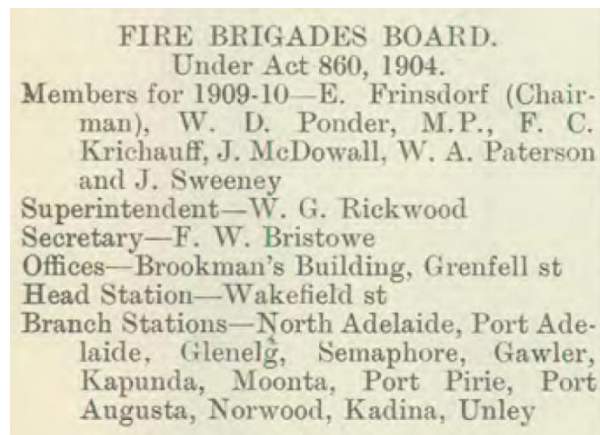 FIRE BRIGADES BOARD.
Under Act 860, 1904.
Members for 1909-10—E. Frinsdorf (Chair-
man), W. D. Ponder, M.P., F. C.
Krichauff, J. McDowall, W. A. Paterson
and J. Sweeney
Superintendent—W. G. Rickwood
Secretary—F. W. Bristowe
Offices—Brookman's Building, Grenfell st
Head Station—Wakefield st
Branch Stations—North Adelaide, Port Ade-
laide, Glenelg, Semaphore, Gawler,
Kapunda, Moonta, Port Pirie, Port
Augusta, Norwood, Kadina, Unley